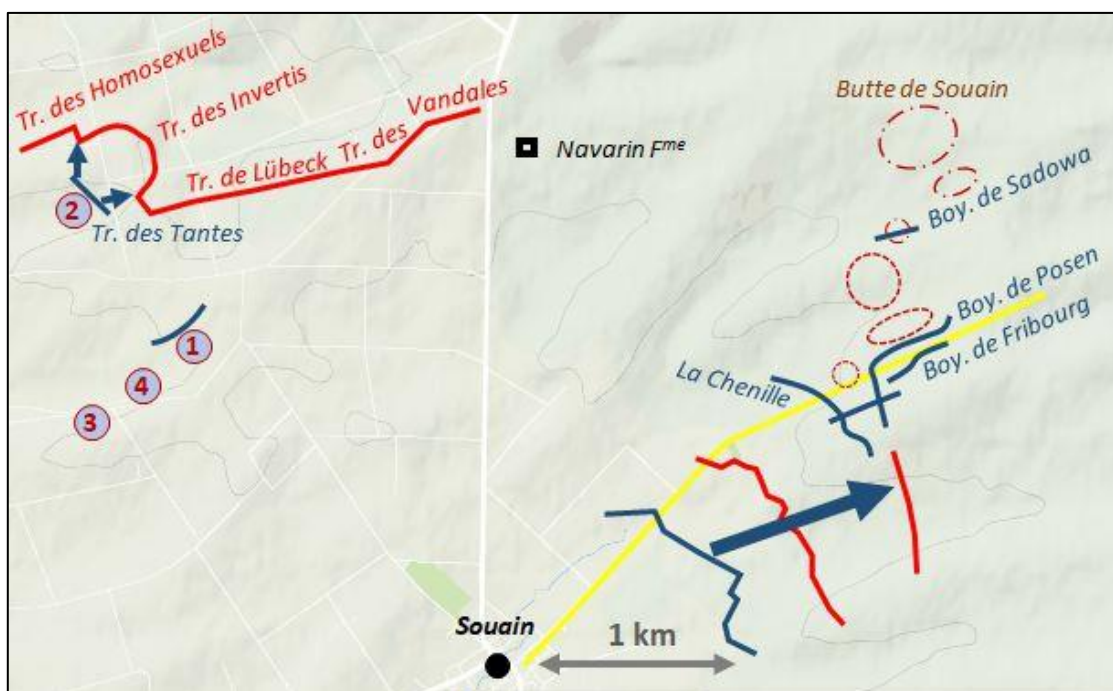 Tr. des Homosexuels
Tr. des Invertis
Tr. de Lübeck
Tr. des Vandales
2
Tr. des Tantes
1
4
3
Navarin Fme
Butte de Souain
Boy. de Sadowa
Boy. de Posen
Boy. de Fribourg
La Chenille
Souain
1 km